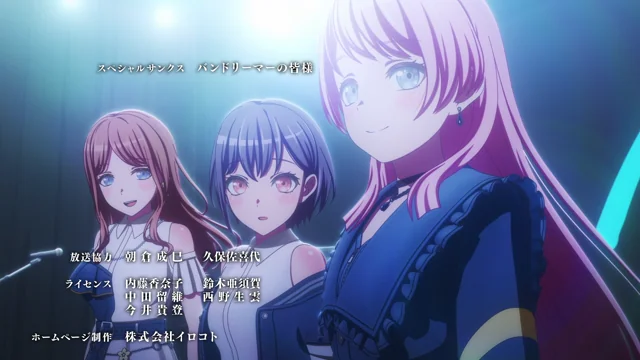 スペシャルサンクス バンドリーマーの皆様
放送協力 朝倉成巳 久保佐喜代
ライセンス 内藤香奈子 鈴木亜須賀
中田留維 西野生雲
今井貴登
ホームページ制作 株式会社イロコト